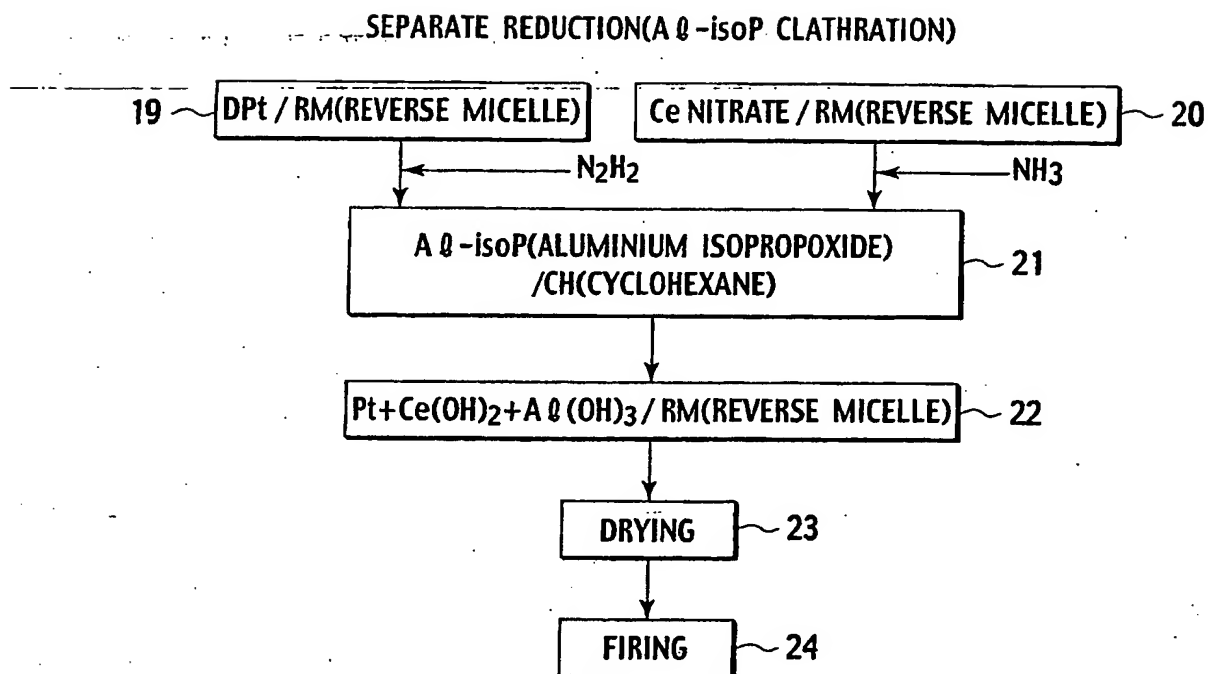 SEPARATE REDUCTION(Aℓ-isoP CLATHRATION)
19 DPt / RM(REVERSE MICELLE) Ce NITRATE / RM(REVERSE MICELLE) 20
N2H2 NH3
Aℓ-isoP(ALUMINIUM ISOPROPOXIDE)
/CH(CYCLOHEXANE) 21
Pt+Ce(OH)2+Aℓ(OH)3/RM(REVERSE MICELLE) 22
DRYING 23
FIRING 24